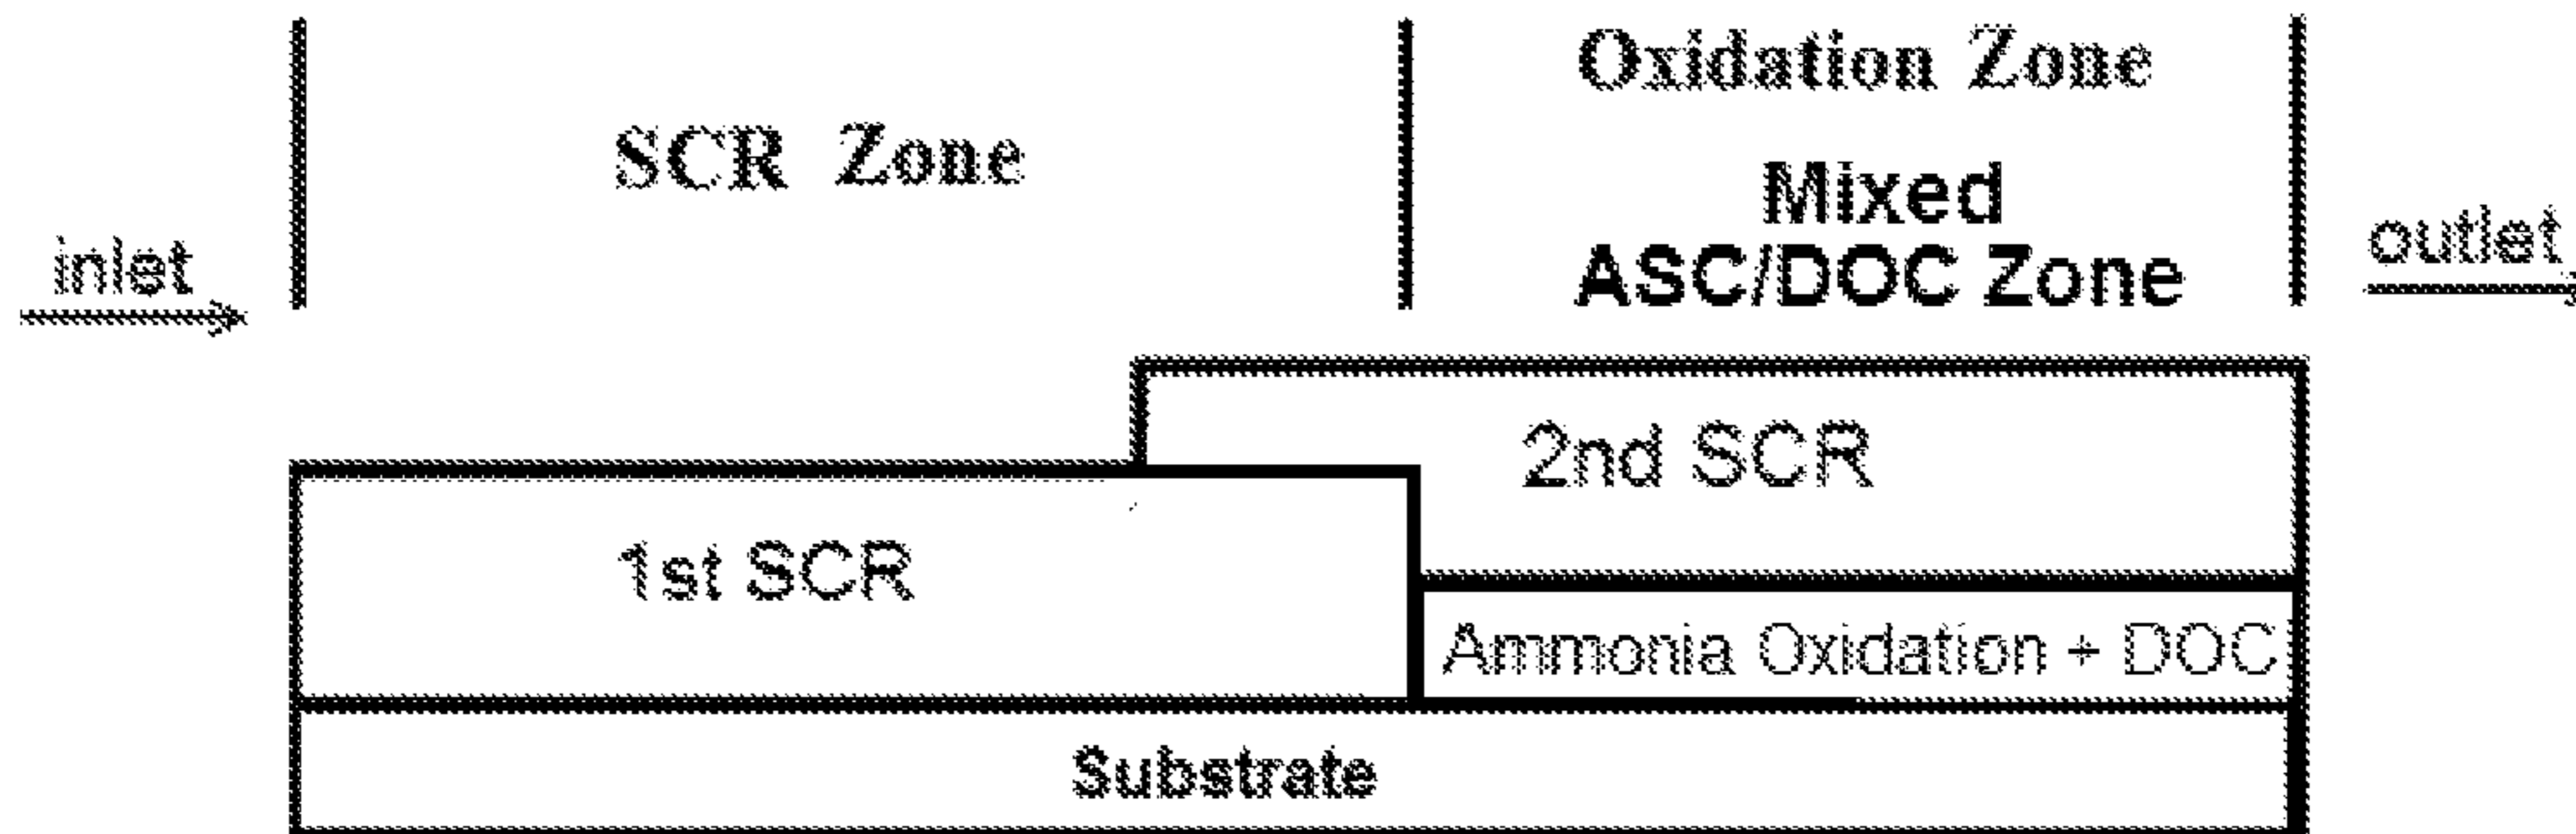 Oxidation Zone
SCR Zone
Mixed
ASC/DOC Zone
inlet
outlet
2nd SCR
1st SCR
Ammonia Oxidation + DOC
Substrate